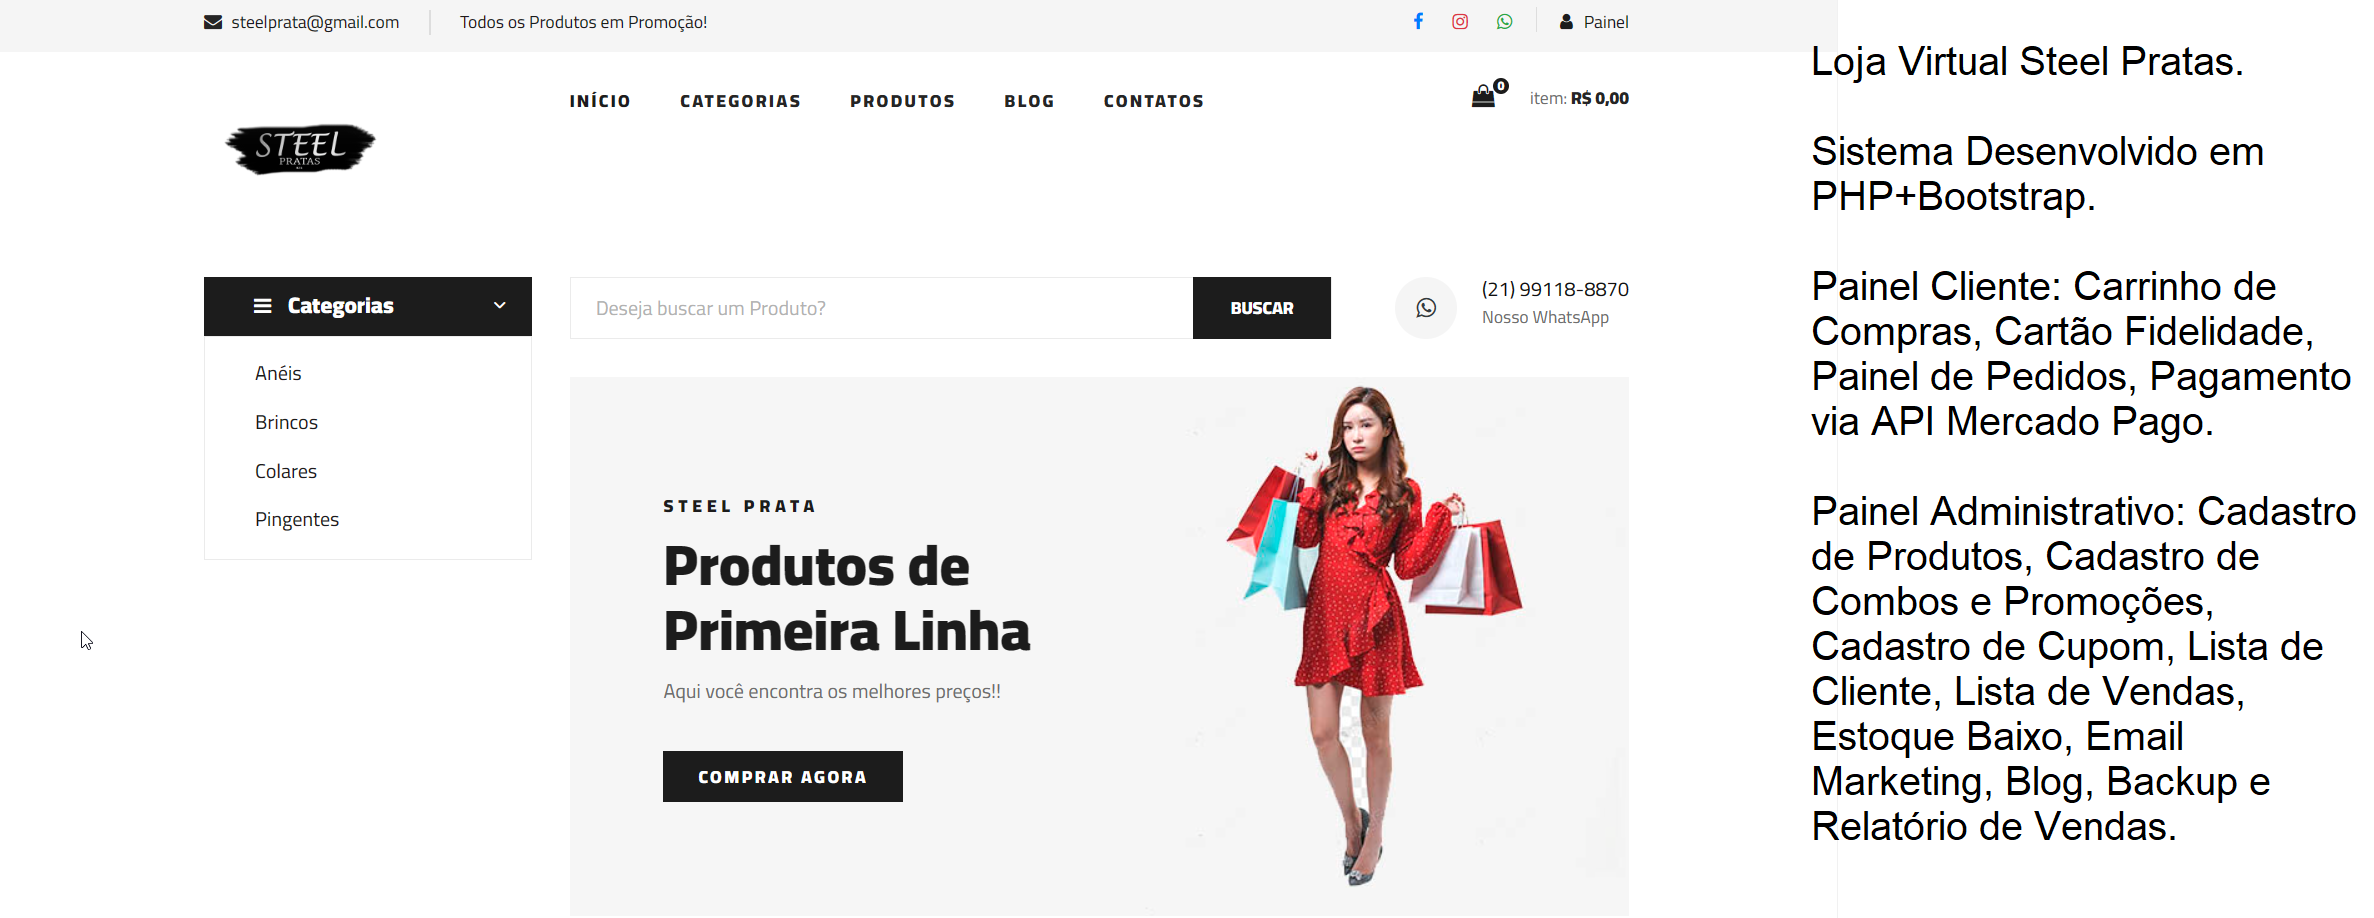 steelprata@gmail.com
Todos os Produtos em Promoção!
Painel
INÍCIO
CATEGORIAS
PRODUTOS
BLOG
CONTATOS
0
item: R$ 0,00
STEEL
PRATAS
Categorias
Anéis
Brincos
Colares
Pingentes
Deseja buscar um Produto?
BUSCAR
(21) 99118-8870
Nosso WhatsApp
STEEL PRATA
Produtos de
Primeira Linha
Aqui você encontra os melhores preços!!
COMPRAR AGORA
Loja Virtual Steel Pratas.
Sistema Desenvolvido em
PHP+Bootstrap.
Painel Cliente: Carrinho de
Compras, Cartão Fidelidade,
Painel de Pedidos, Pagamento
via API Mercado Pago.
Painel Administrativo: Cadastro
de Produtos, Cadastro de
Combos e Promoções,
Cadastro de Cupom, Lista de
Cliente, Lista de Vendas,
Estoque Baixo, Email
Marketing, Blog, Backup e
Relatório de Vendas.